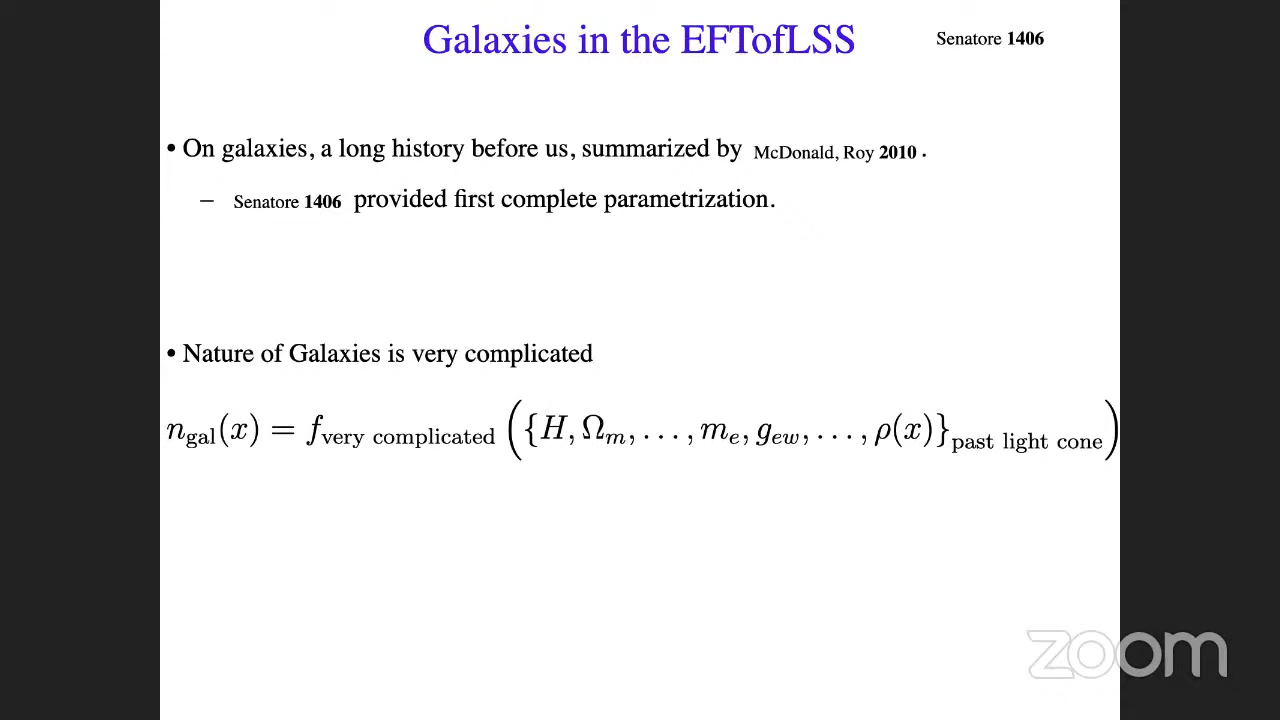 Galaxies in the EFTofLSS
Senatore 1406
• On galaxies, a long history before us, summarized by McDonald, Roy 2010 .
– Senatore 1406 provided first complete parametrization.
• Nature of Galaxies is very complicated
n_gal(x) = f_very complicated ({H, Ω_m, . . . , m_e, g_ew, . . . , ρ(x)}_past light cone)
zoom